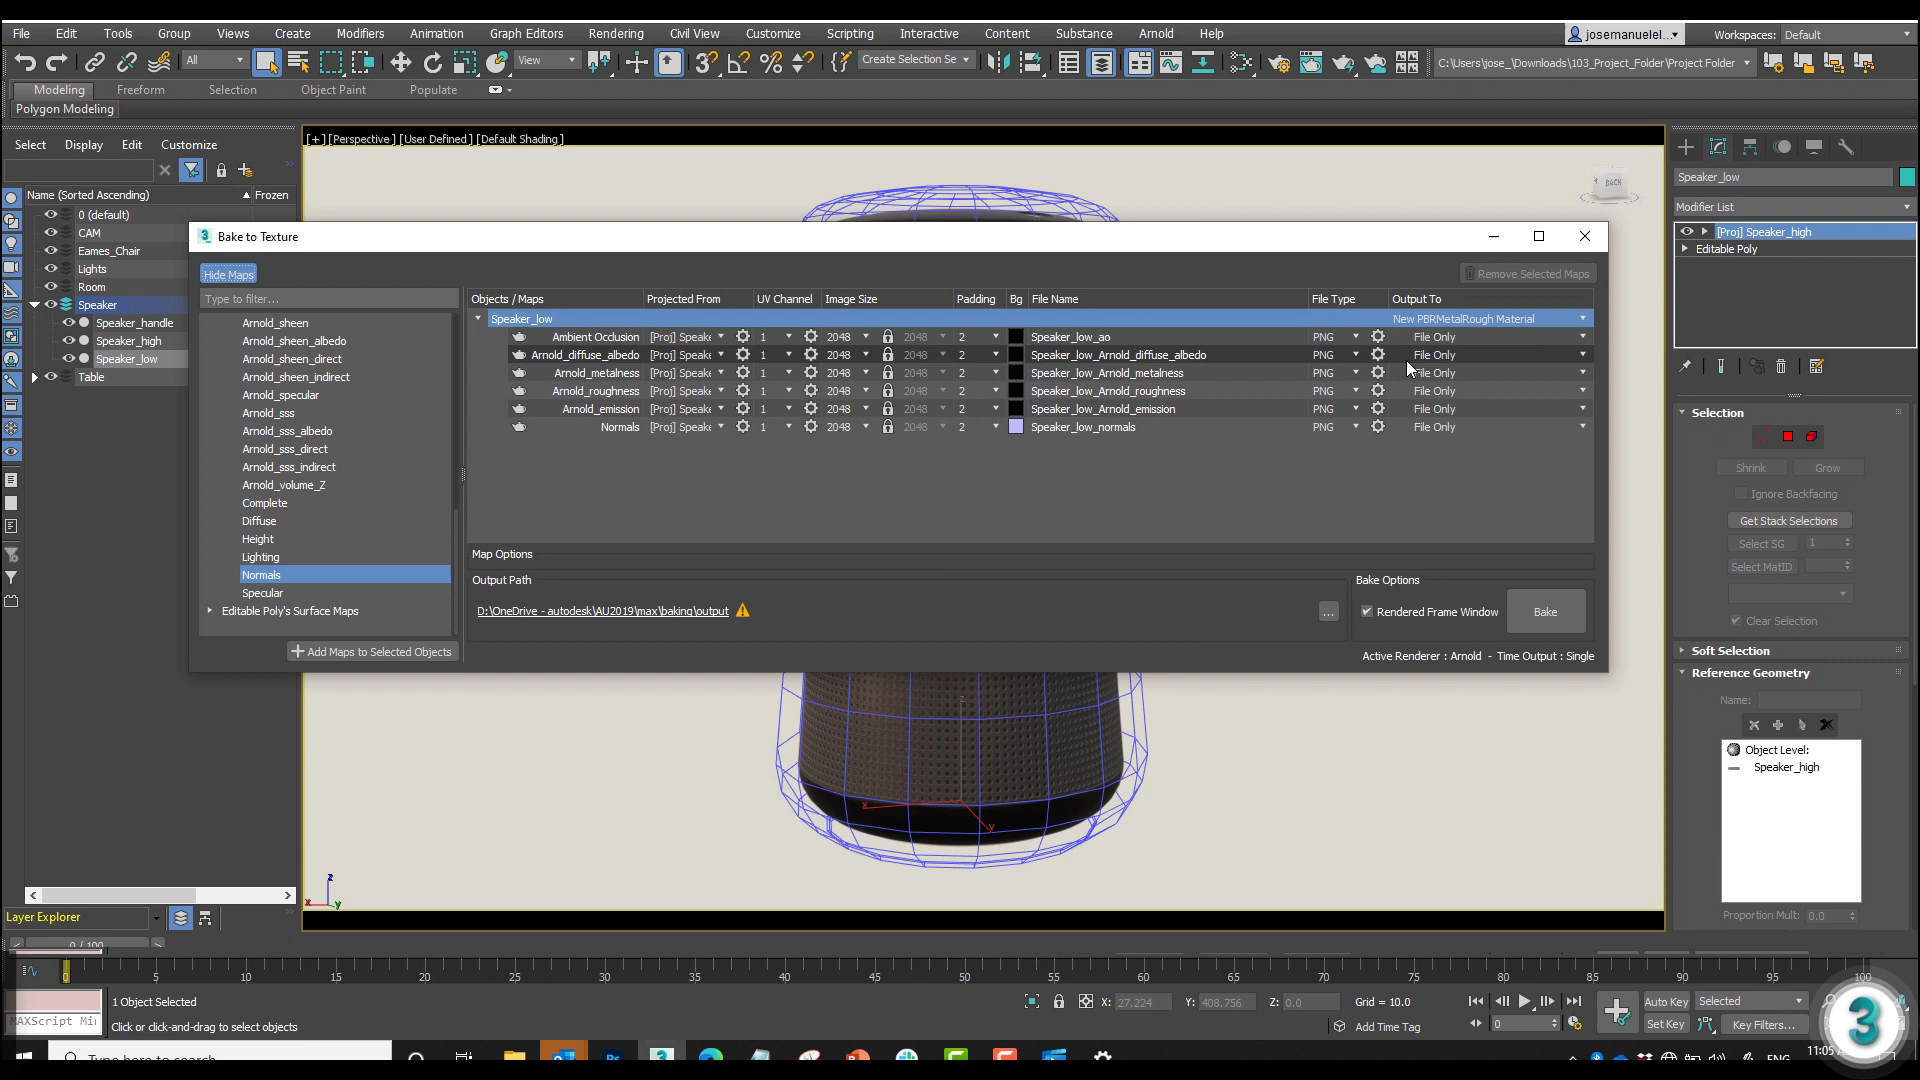 File Edit Tools Group Views Create Modifiers Animation Graph Editors Rendering Civil View Customize Scripting Interactive Content Substance Arnold Help
josemanuelel... Workspaces: Default
All View Create Selection Se C:\Users\jose_\Downloads\103_Project_Folder\Project Folder
Modeling Freeform Selection Object Paint Populate
Polygon Modeling
Select Display Edit Customize
[+] [Perspective] [User Defined] [Default Shading]
Name (Sorted Ascending) Frozen
0 (default)
CAM
Eames_Chair
Lights
Room
Speaker
Speaker_handle
Speaker_high
Speaker_low
Table
Layer Explorer
BACK
Bake to Texture
Hide Maps
Remove Selected Maps
Type to filter...
Arnold_sheen
Arnold_sheen_albedo
Arnold_sheen_direct
Arnold_sheen_indirect
Arnold_specular
Arnold_sss
Arnold_sss_albedo
Arnold_sss_direct
Arnold_sss_indirect
Arnold_volume_Z
Complete
Diffuse
Height
Lighting
Normals
Specular
Editable Poly's Surface Maps
Add Maps to Selected Objects
Objects / Maps Projected From UV Channel Image Size Padding Bg File Name File Type Output To
Speaker_low New PBRMetalRough Material
Ambient Occlusion [Proj] Speake 1 2048 2048 2 Speaker_low_ao PNG File Only
Arnold_diffuse_albedo [Proj] Speake 1 2048 2048 2 Speaker_low_Arnold_diffuse_albedo PNG File Only
Arnold_metalness [Proj] Speake 1 2048 2048 2 Speaker_low_Arnold_metalness PNG File Only
Arnold_roughness [Proj] Speake 1 2048 2048 2 Speaker_low_Arnold_roughness PNG File Only
Arnold_emission [Proj] Speake 1 2048 2048 2 Speaker_low_Arnold_emission PNG File Only
Normals [Proj] Speake 1 2048 2048 2 Speaker_low_normals PNG File Only
Map Options
Output Path
D:\OneDrive - autodesk\AU2019\max\baking\output
...
Bake Options
Rendered Frame Window
Bake
Active Renderer : Arnold - Time Output : Single
z
x
y
z
x
y
Speaker_low
Modifier List
[Proj] Speaker_high
Editable Poly
Selection
Shrink Grow
Ignore Backfacing
Get Stack Selections
Select SG 1
Select MatID
Clear Selection
Soft Selection
Reference Geometry
Name:
Object Level:
Speaker_high
Proportion Mult: 0.0
0 / 100
0 5 10 15 20 25 30 35 40 45 50 55 60 65 70 75 80 85 90 95 100
1 Object Selected
X: 27.224 Y: 408.756 Z: 0.0 Grid = 10.0
Auto Key Selected
MAXScript Mi
Click or click-and-drag to select objects
Add Time Tag
0
Set Key Key Filters...
Type here to search
ENG
11:05
3